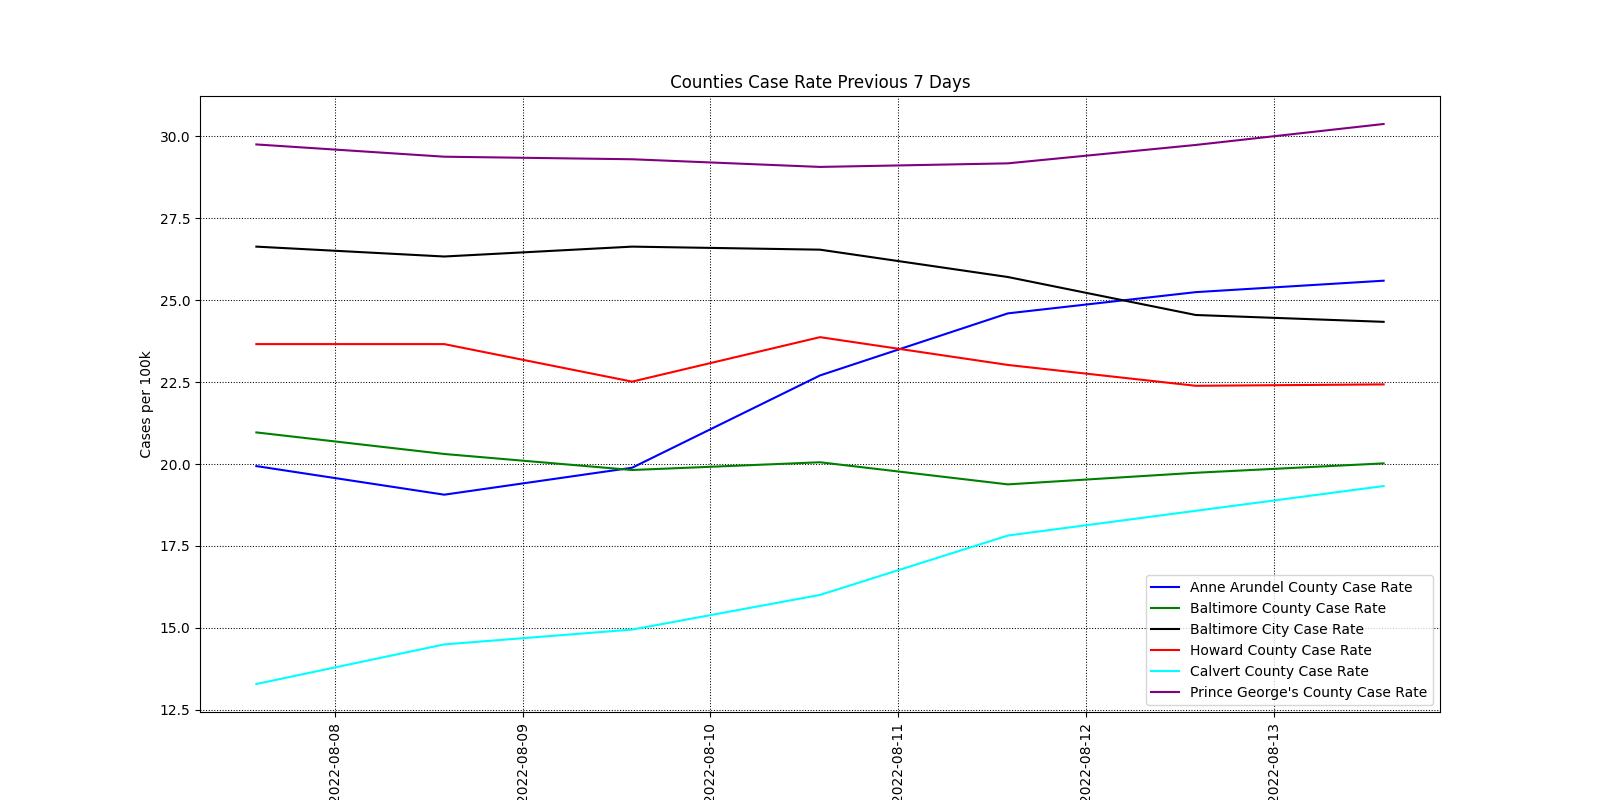 Counties Case Rate Previous 7 Days
30.0
27.5
25.0
22.5
20.0
17.5
15.0
12.5
Cases per 100k
Anne Arundel County Case Rate
Baltimore County Case Rate
Baltimore City Case Rate
Howard County Case Rate
Calvert County Case Rate
Prince George's County Case Rate
2022-08-08
2022-08-09
2022-08-10
2022-08-11
2022-08-12
2022-08-13